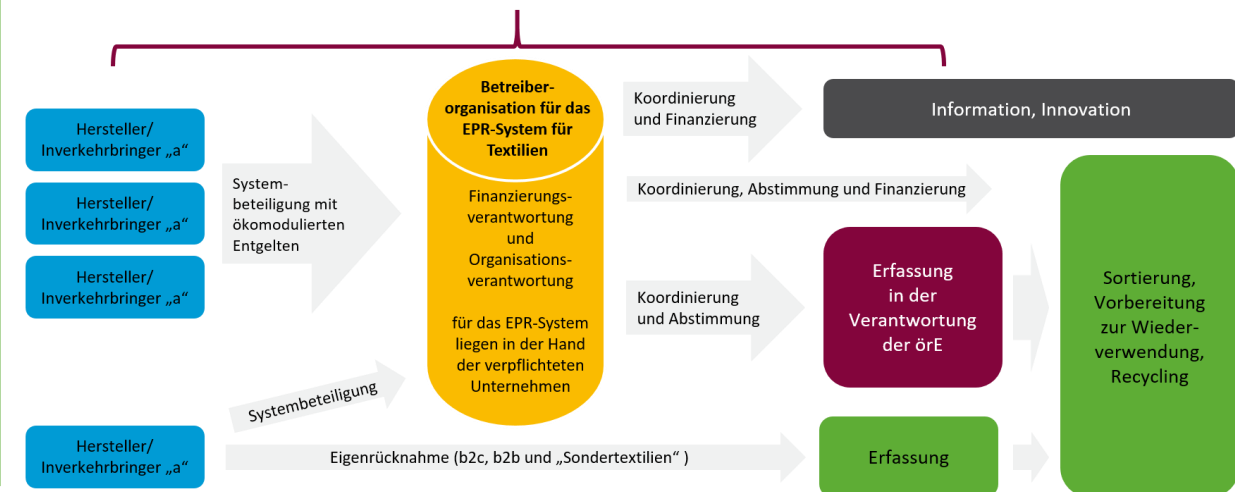 Hersteller/
Inverkehrbringer „a“
Hersteller/
Inverkehrbringer „a“
Hersteller/
Inverkehrbringer „a“
System-
beteiligung mit
ökomodulierten
Entgelten
Betreiber-
organisation für das
EPR-System für
Textilien
Finanzierungs-
verantwortung
und
Organisations-
verantwortung
für das EPR-System
liegen in der Hand
der verpflichteten
Unternehmen
Koordinierung
und Finanzierung
Information, Innovation
Koordinierung, Abstimmung und Finanzierung
Koordinierung
und Abstimmung
Erfassung
in der
Verantwortung
der örE
Sortierung,
Vorbereitung
zur Wieder-
verwendung,
Recycling
Systembeteiligung
Hersteller/
Inverkehrbringer „a“
Eigenrücknahme (b2c, b2b und „Sondertextilien“ )
Erfassung